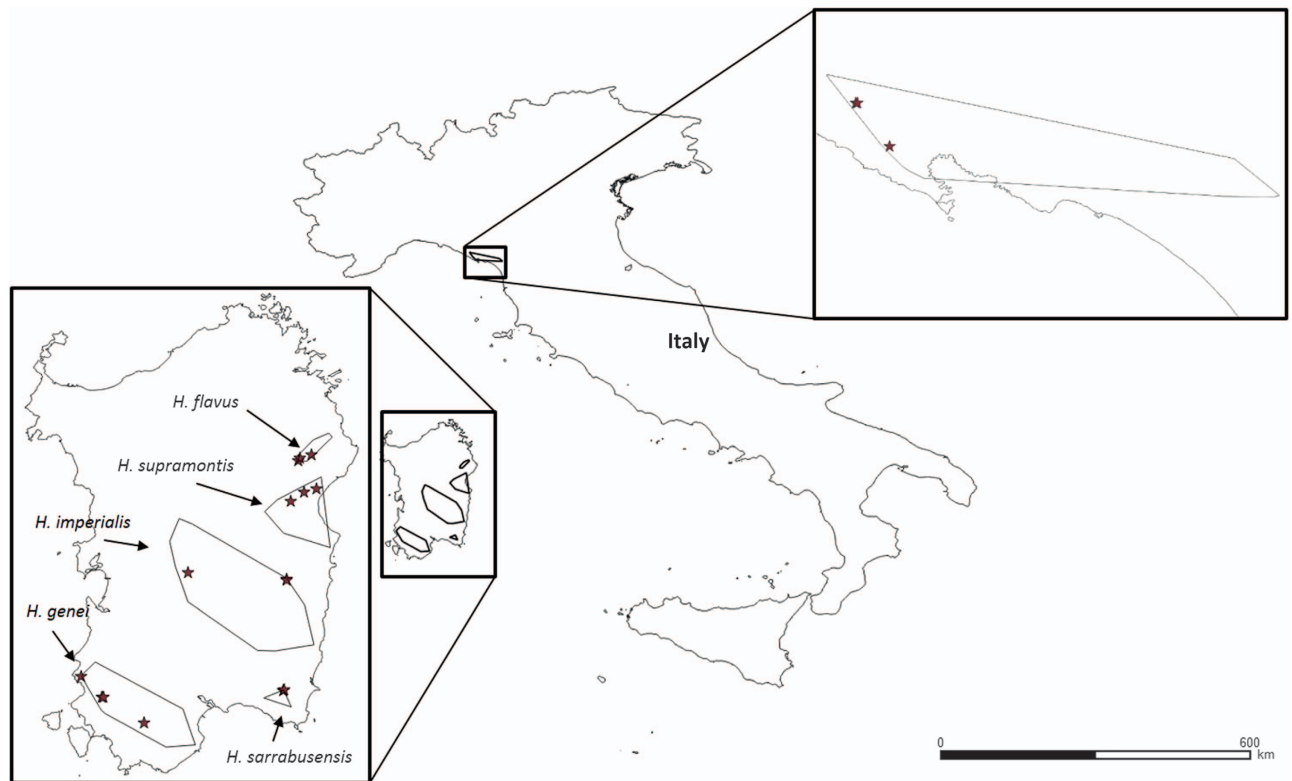 Italy
H. flavus
H. supramontis
H. imperialis
H. genei
H. sarrabusensis
0 600
km